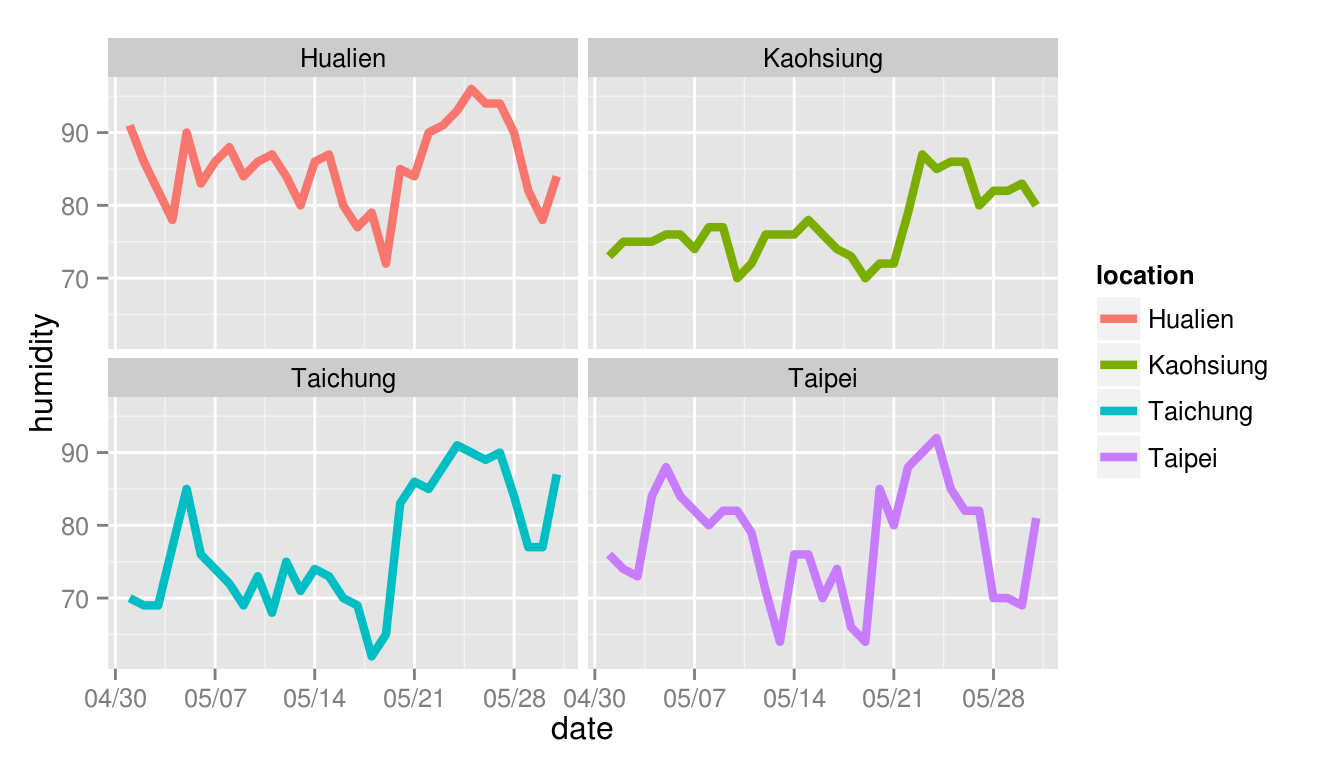 Hualien
Kaohsiung
90
80
70
Taichung
Taipei
90
80
70
04/30 05/07 05/14 05/21 05/28 04/30 05/07 05/14 05/21 05/28
date
humidity
location
Hualien
Kaohsiung
Taichung
Taipei